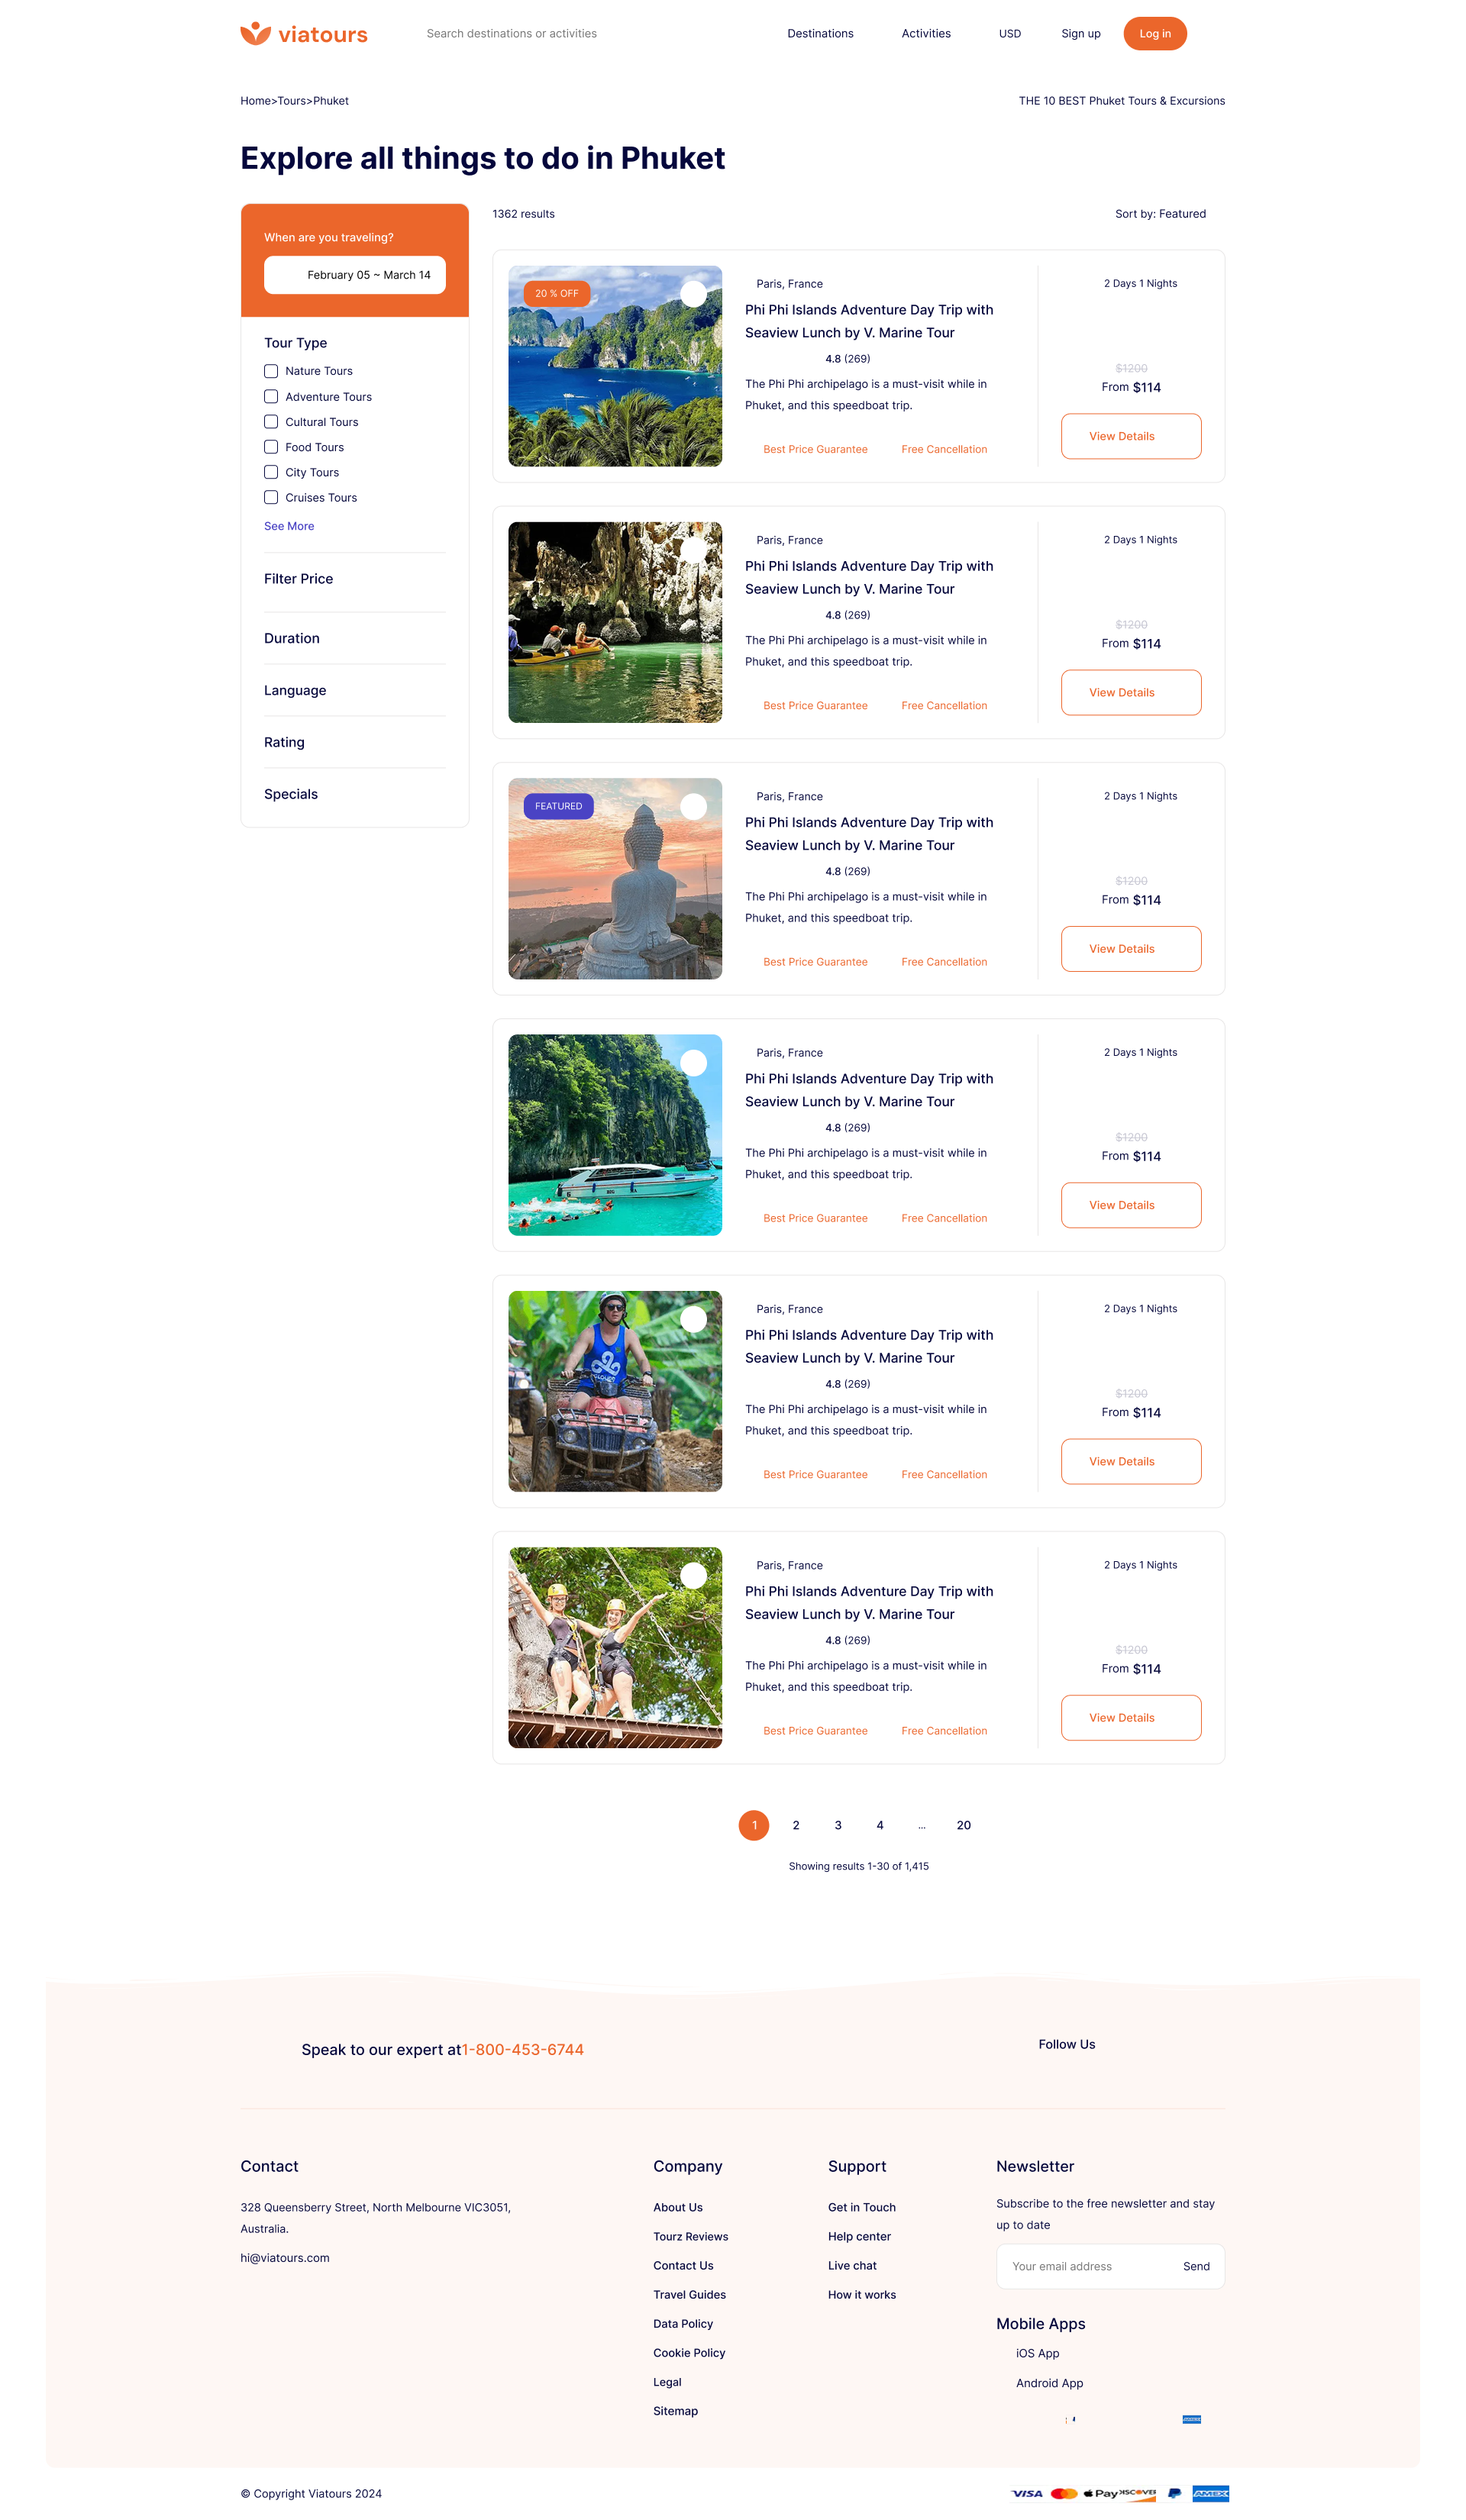 viatours
Search destinations or activities
Destinations
Activities
USD
Sign up
Log in
Home>Tours>Phuket
THE 10 BEST Phuket Tours & Excursions
Explore all things to do in Phuket
When are you traveling?
February 05 ~ March 14
Tour Type
Nature Tours
Adventure Tours
Cultural Tours
Food Tours
City Tours
Cruises Tours
See More
Filter Price
Duration
Language
Rating
Specials
1362 results
Sort by: Featured
20 % OFF
Paris, France
Phi Phi Islands Adventure Day Trip with
Seaview Lunch by V. Marine Tour
4.8 (269)
The Phi Phi archipelago is a must-visit while in
Phuket, and this speedboat trip.
Best Price Guarantee
Free Cancellation
2 Days 1 Nights
$1200
From $114
View Details
Paris, France
Phi Phi Islands Adventure Day Trip with
Seaview Lunch by V. Marine Tour
4.8 (269)
The Phi Phi archipelago is a must-visit while in
Phuket, and this speedboat trip.
Best Price Guarantee
Free Cancellation
2 Days 1 Nights
$1200
From $114
View Details
FEATURED
Paris, France
Phi Phi Islands Adventure Day Trip with
Seaview Lunch by V. Marine Tour
4.8 (269)
The Phi Phi archipelago is a must-visit while in
Phuket, and this speedboat trip.
Best Price Guarantee
Free Cancellation
2 Days 1 Nights
$1200
From $114
View Details
Paris, France
Phi Phi Islands Adventure Day Trip with
Seaview Lunch by V. Marine Tour
4.8 (269)
The Phi Phi archipelago is a must-visit while in
Phuket, and this speedboat trip.
Best Price Guarantee
Free Cancellation
2 Days 1 Nights
$1200
From $114
View Details
Paris, France
Phi Phi Islands Adventure Day Trip with
Seaview Lunch by V. Marine Tour
4.8 (269)
The Phi Phi archipelago is a must-visit while in
Phuket, and this speedboat trip.
Best Price Guarantee
Free Cancellation
2 Days 1 Nights
$1200
From $114
View Details
Paris, France
Phi Phi Islands Adventure Day Trip with
Seaview Lunch by V. Marine Tour
4.8 (269)
The Phi Phi archipelago is a must-visit while in
Phuket, and this speedboat trip.
Best Price Guarantee
Free Cancellation
2 Days 1 Nights
$1200
From $114
View Details
1 2 3 4 ... 20
Showing results 1-30 of 1,415
Speak to our expert at 1-800-453-6744
Follow Us
Contact
328 Queensberry Street, North Melbourne VIC3051,
Australia.
hi@viatours.com
Company
About Us
Tourz Reviews
Contact Us
Travel Guides
Data Policy
Cookie Policy
Legal
Sitemap
Support
Get in Touch
Help center
Live chat
How it works
Newsletter
Subscribe to the free newsletter and stay
up to date
Your email address
Send
Mobile Apps
iOS App
Android App
© Copyright Viatours 2024
VISA
Pay
AMEX